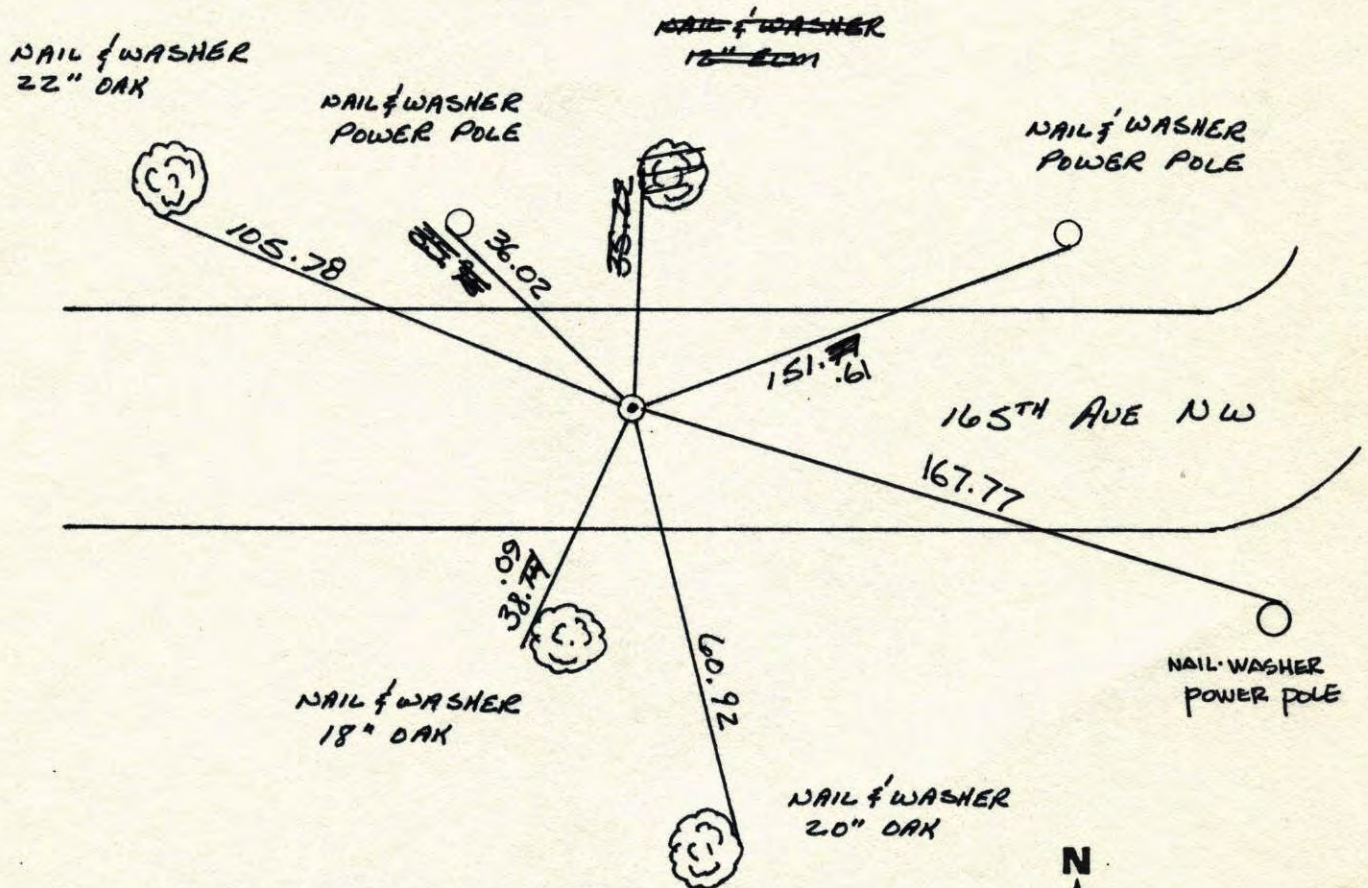 NAIL & WASHER
12" ELM
NAIL & WASHER
22" OAK
NAIL & WASHER
POWER POLE
NAIL & WASHER
POWER POLE
105.78
36.02
35.22
151.
.61
165TH AVE NW
167.77
38.
.09
60.92
NAIL & WASHER
18" OAK
NAIL-WASHER
POWER POLE
NAIL & WASHER
20" OAK
N